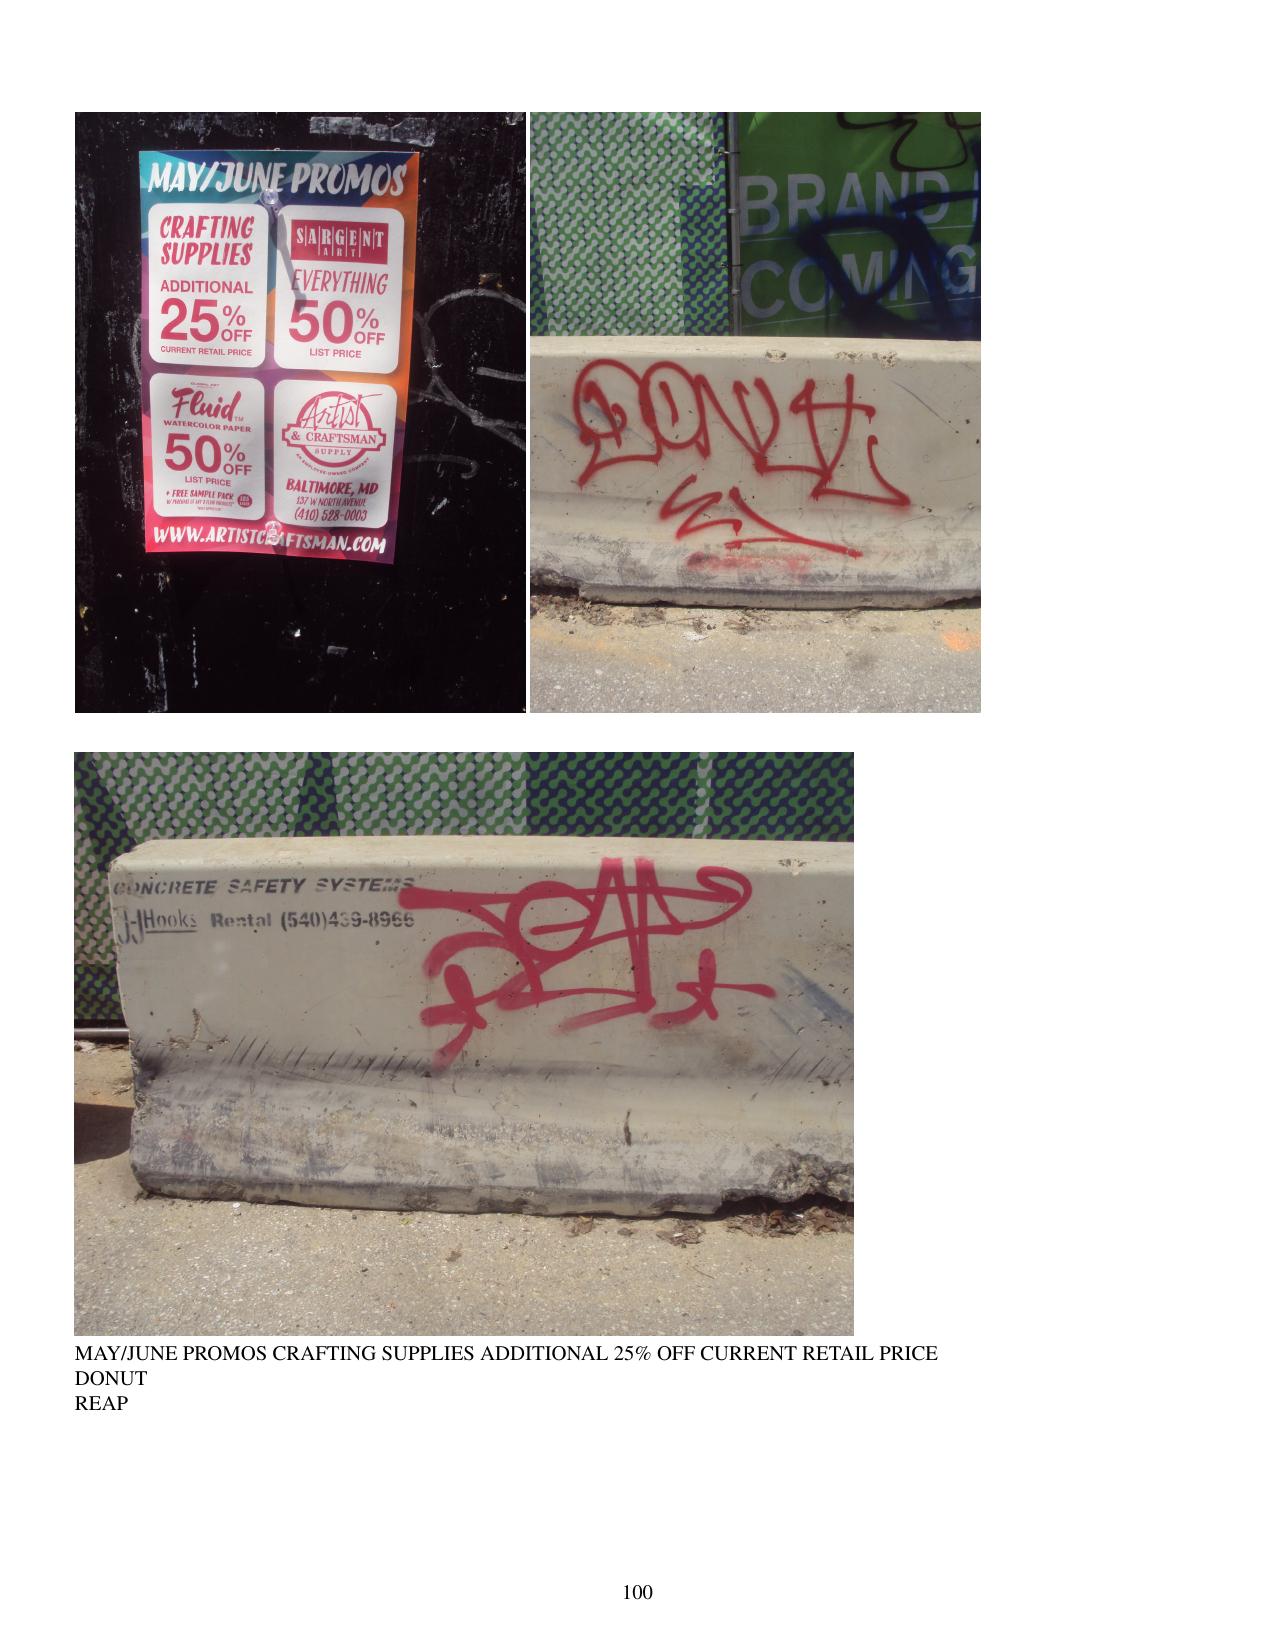 MAY/JUNE PROMOS
CRAFTING
SUPPLIES
ADDITIONAL
25% OFF
CURRENT RETAIL PRICE
SARGENT
ART
EVERYTHING
50% OFF
LIST PRICE
Fluid™
WATERCOLOR PAPER
50% OFF
LIST PRICE
+ FREE SAMPLE PACK
Artist
& CRAFTSMAN
SUPPLY
AN EMPLOYEE-OWNED COMPANY
BALTIMORE, MD
137 W NORTH AVENUE
(410) 528-0003
WWW.ARTISTCRAFTSMAN.COM
BRAND
COMING
DONUT
CONCRETE SAFETY SYSTEMS
J-J Hooks Rental (540)439-8966
REAP
MAY/JUNE PROMOS CRAFTING SUPPLIES ADDITIONAL 25% OFF CURRENT RETAIL PRICE
DONUT
REAP
100